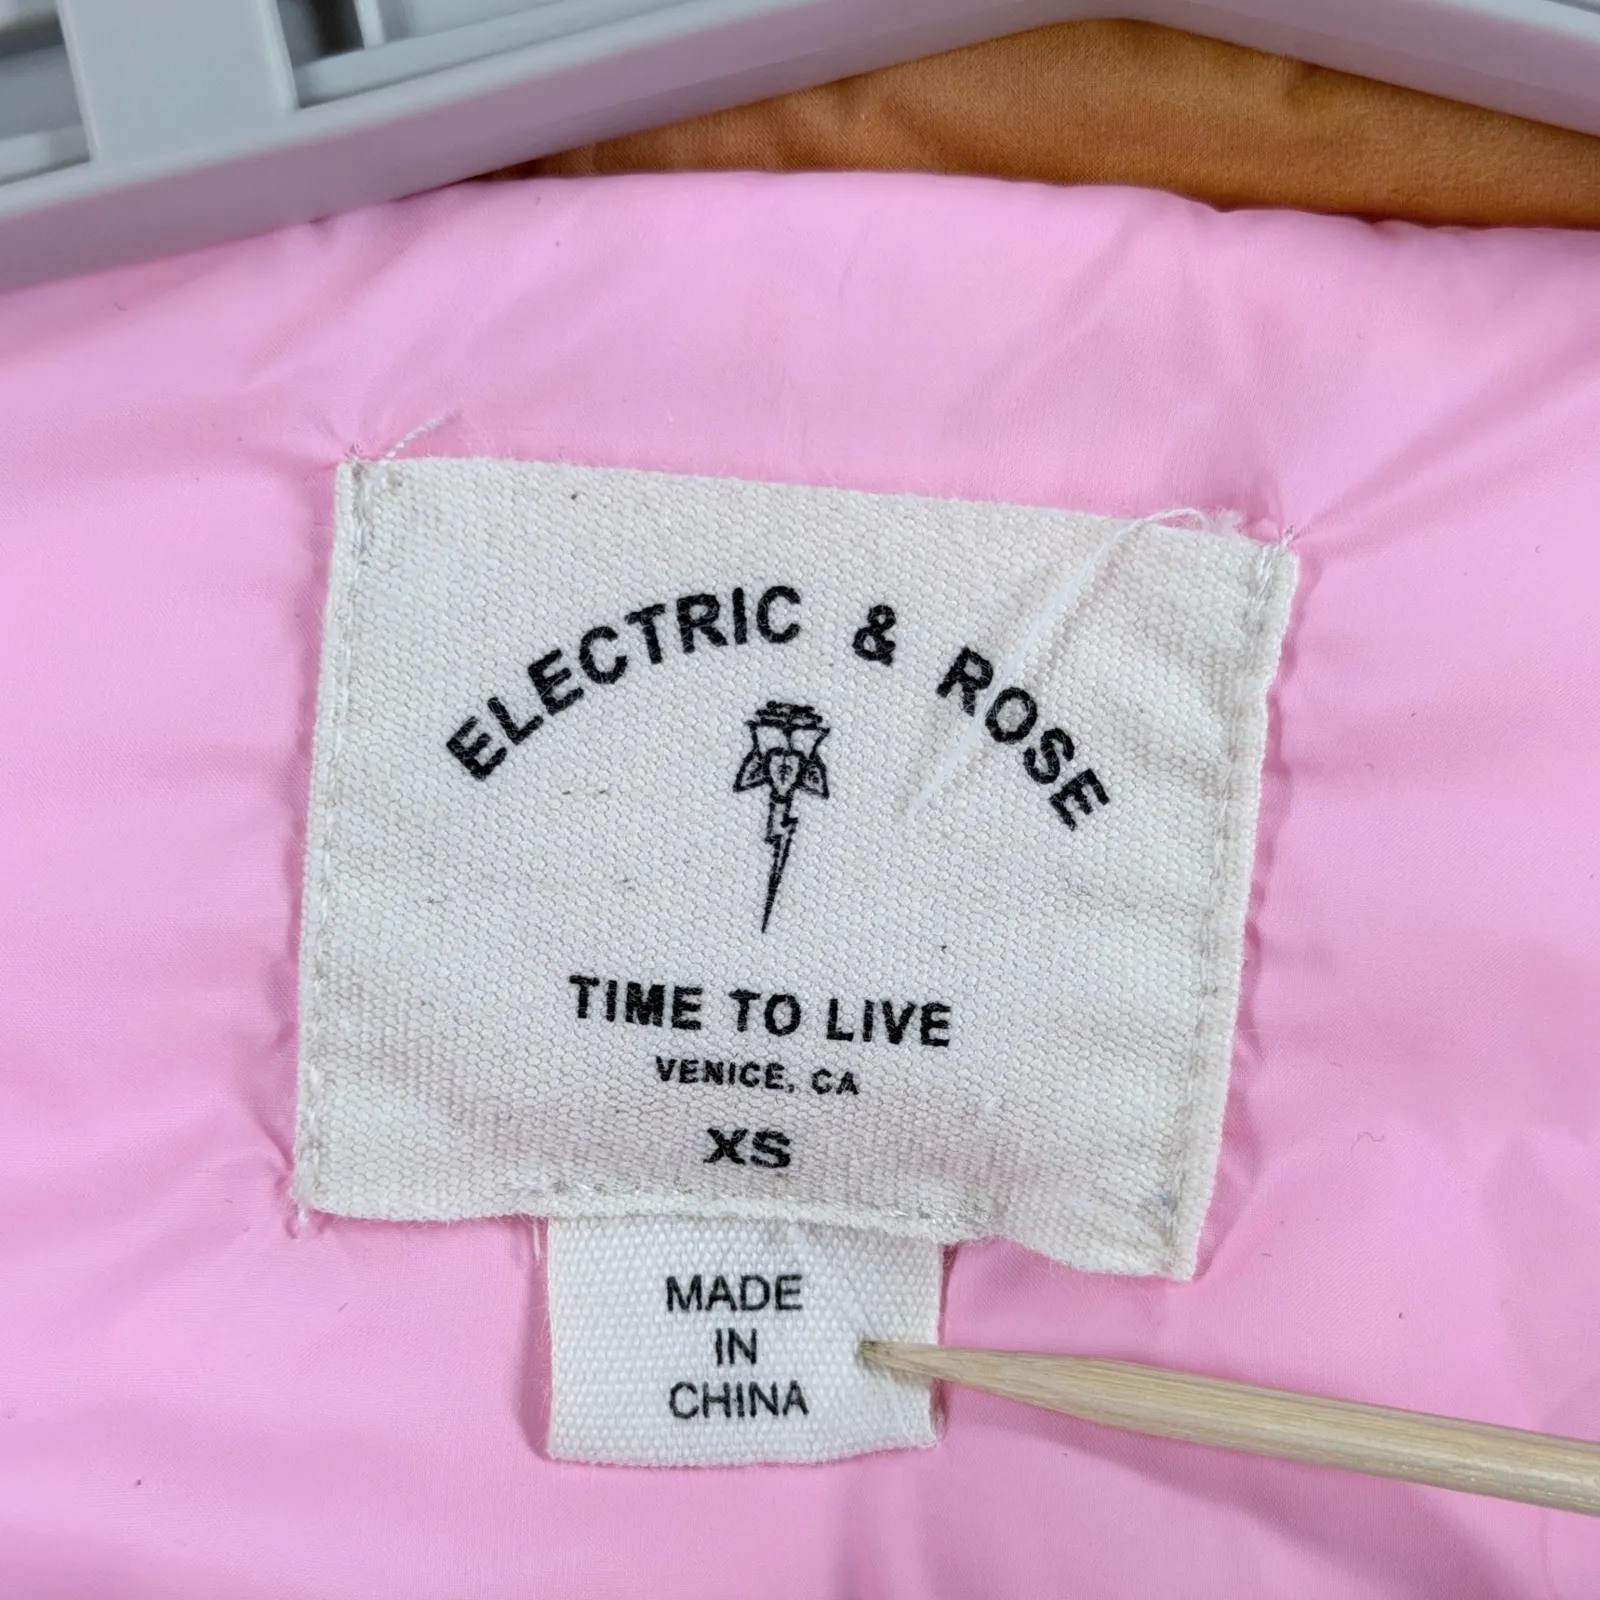 ELECTRIC & ROSE
TIME TO LIVE
VENICE, CA
XS
MADE
IN
CHINA